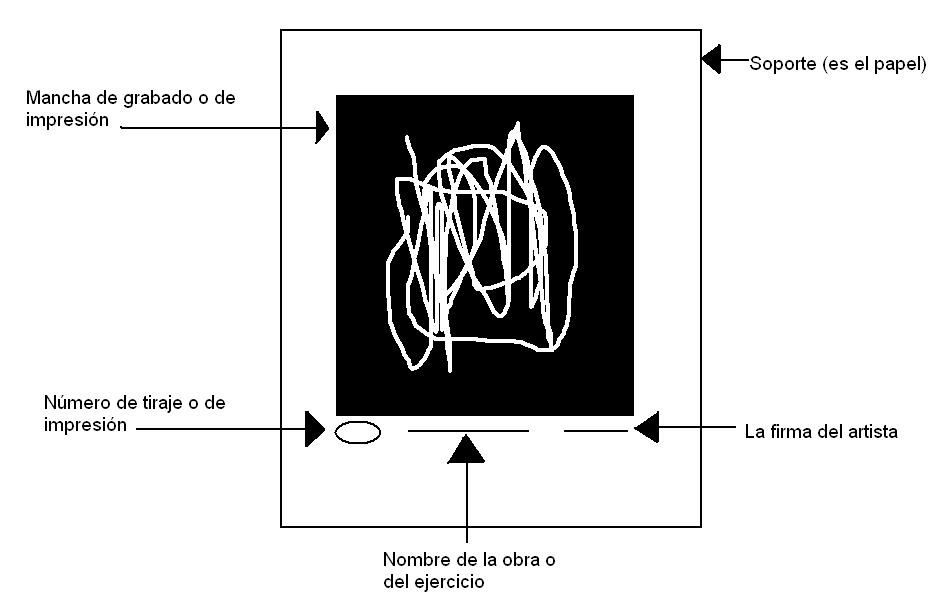 Soporte (es el papel)
Mancha de grabado o de
impresión
Número de tiraje o de
impresión
La firma del artista
Nombre de la obra o
del ejercicio